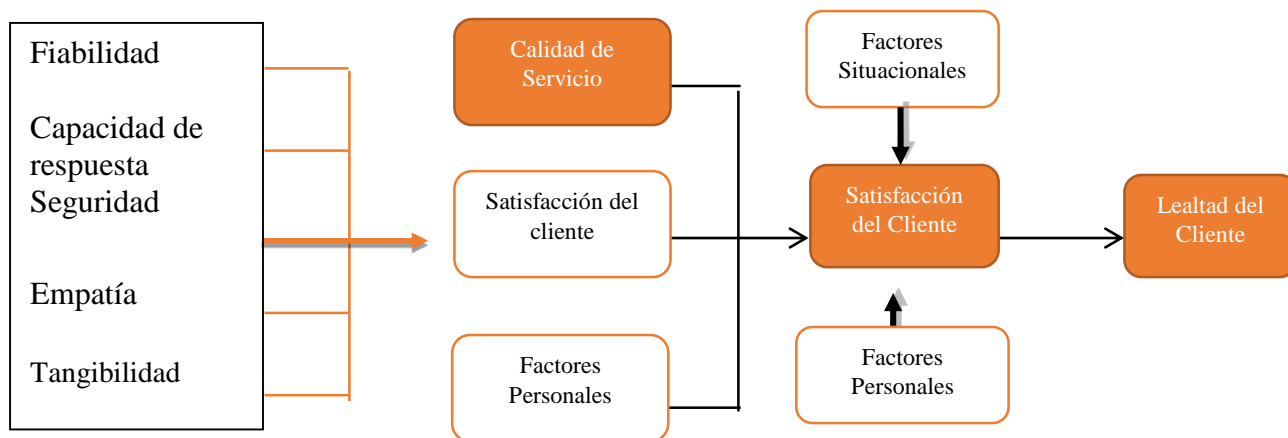 Fiabilidad
Capacidad de
respuesta
Seguridad
Empatía
Tangibilidad
Calidad de
Servicio
Satisfacción del
cliente
Factores
Personales
Factores
Situacionales
Satisfacción
del Cliente
Factores
Personales
Lealtad del
Cliente